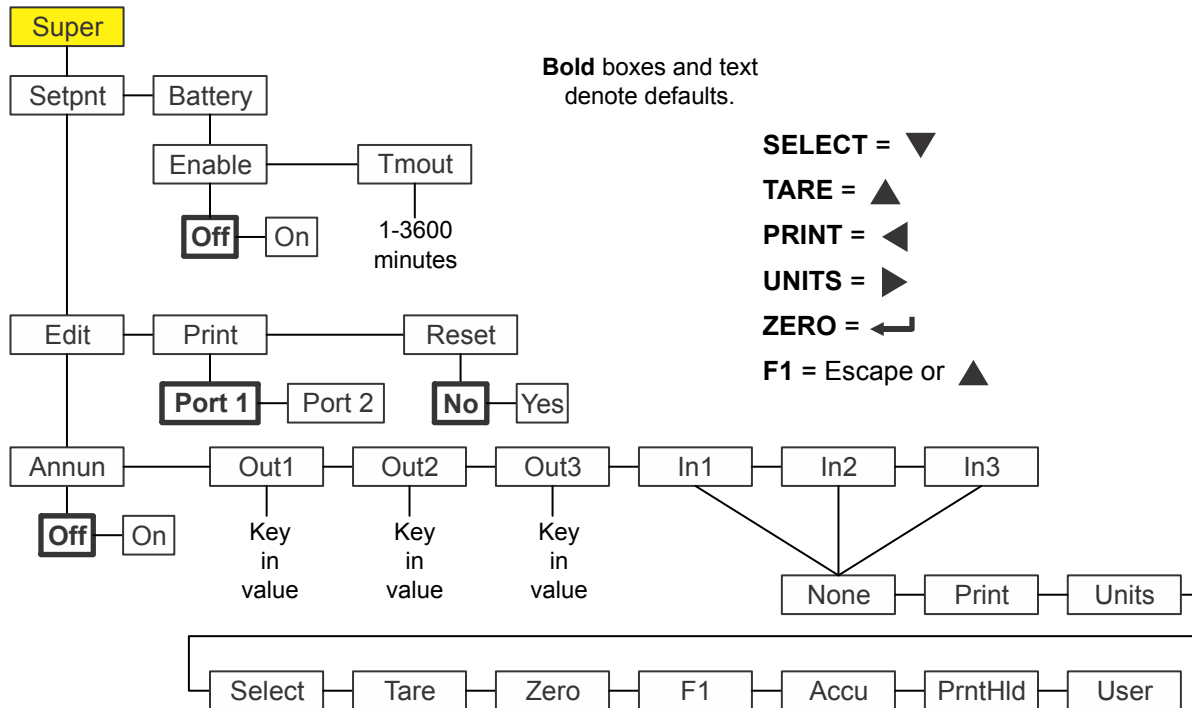 Super
Bold boxes and text
denote defaults.
Setpnt Battery
SELECT =
Enable Tmout
TARE =
Off On 1-3600
minutes
PRINT =
UNITS =
Edit Print Reset
ZERO =
F1 = Escape or
Port 1 Port 2 No Yes
Annun Out1 Out2 Out3 In1 In2 In3
Off On
Key
in
value
Key
in
value
Key
in
value
None Print Units
Select Tare Zero F1 Accu PrntHld User